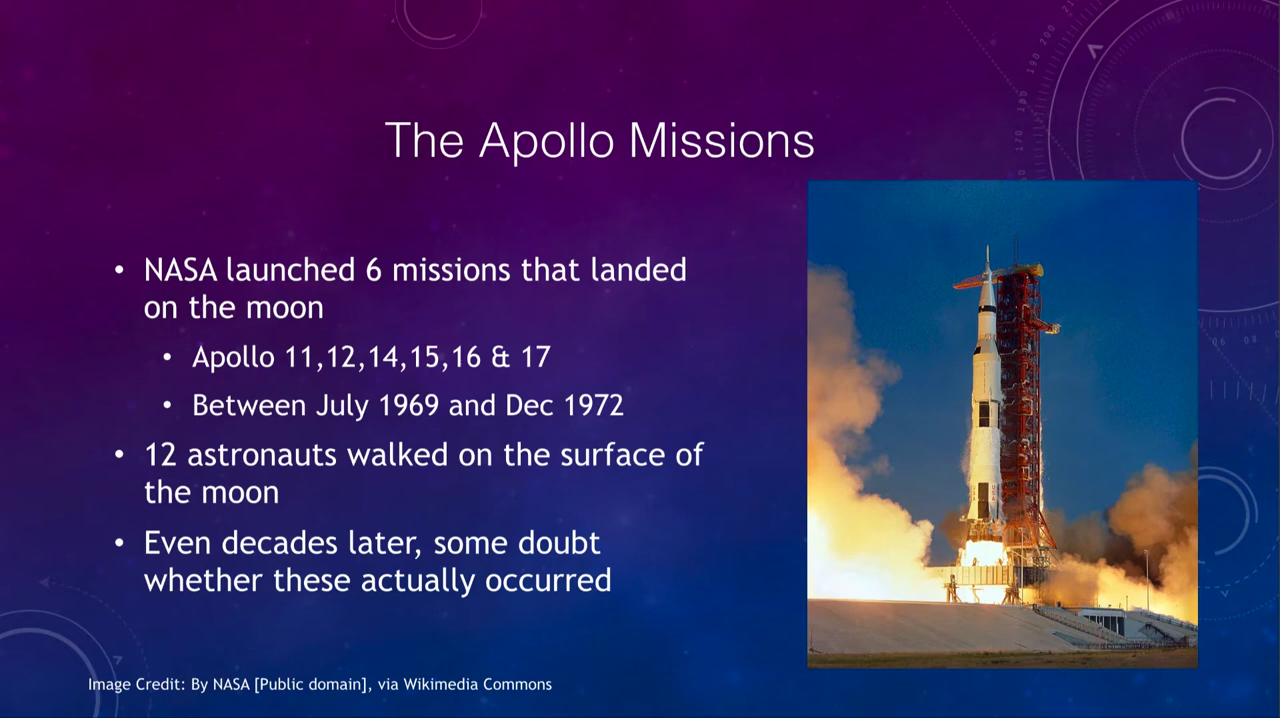 The Apollo Missions
• NASA launched 6 missions that landed
on the moon
• Apollo 11,12,14,15,16 & 17
• Between July 1969 and Dec 1972
• 12 astronauts walked on the surface of
the moon
• Even decades later, some doubt
whether these actually occurred
Image Credit: By NASA [Public domain], via Wikimedia Commons